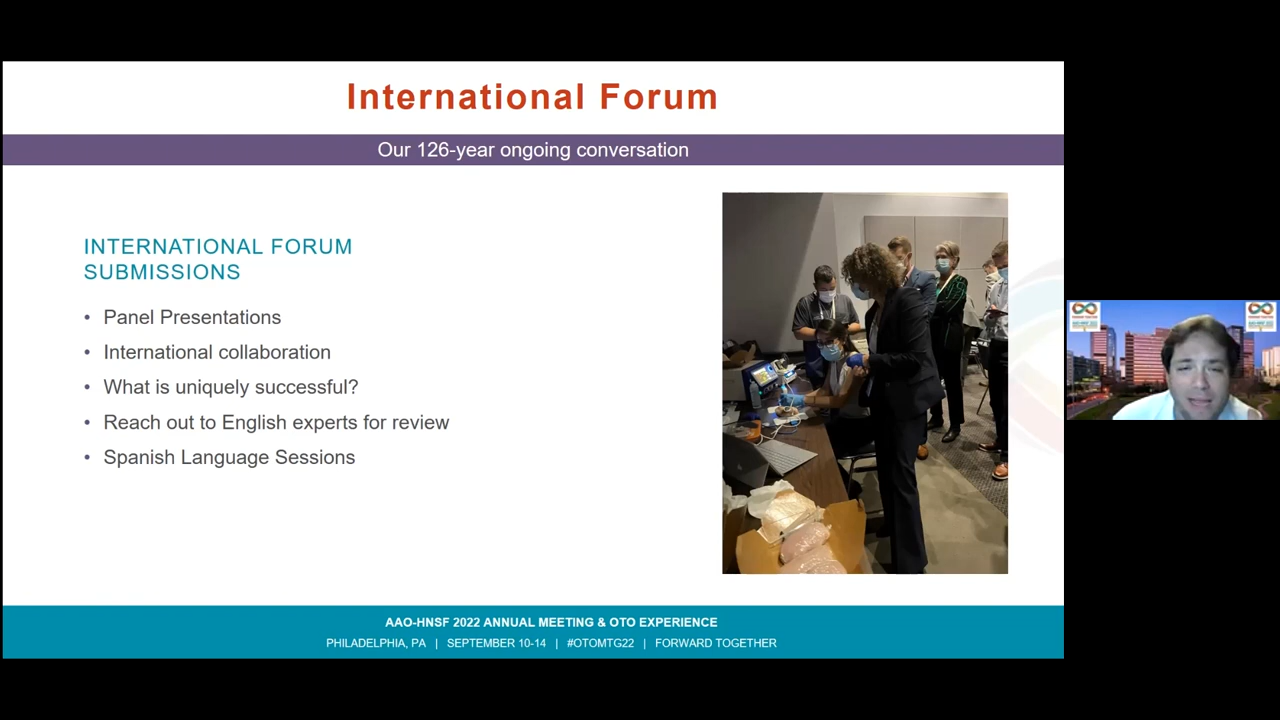 International Forum
Our 126-year ongoing conversation
INTERNATIONAL FORUM
SUBMISSIONS
• Panel Presentations
• International collaboration
• What is uniquely successful?
• Reach out to English experts for review
• Spanish Language Sessions
AAO-HNSF 2022 ANNUAL MEETING & OTO EXPERIENCE
PHILADELPHIA, PA | SEPTEMBER 10-14 | #OTOMTG22 | FORWARD TOGETHER